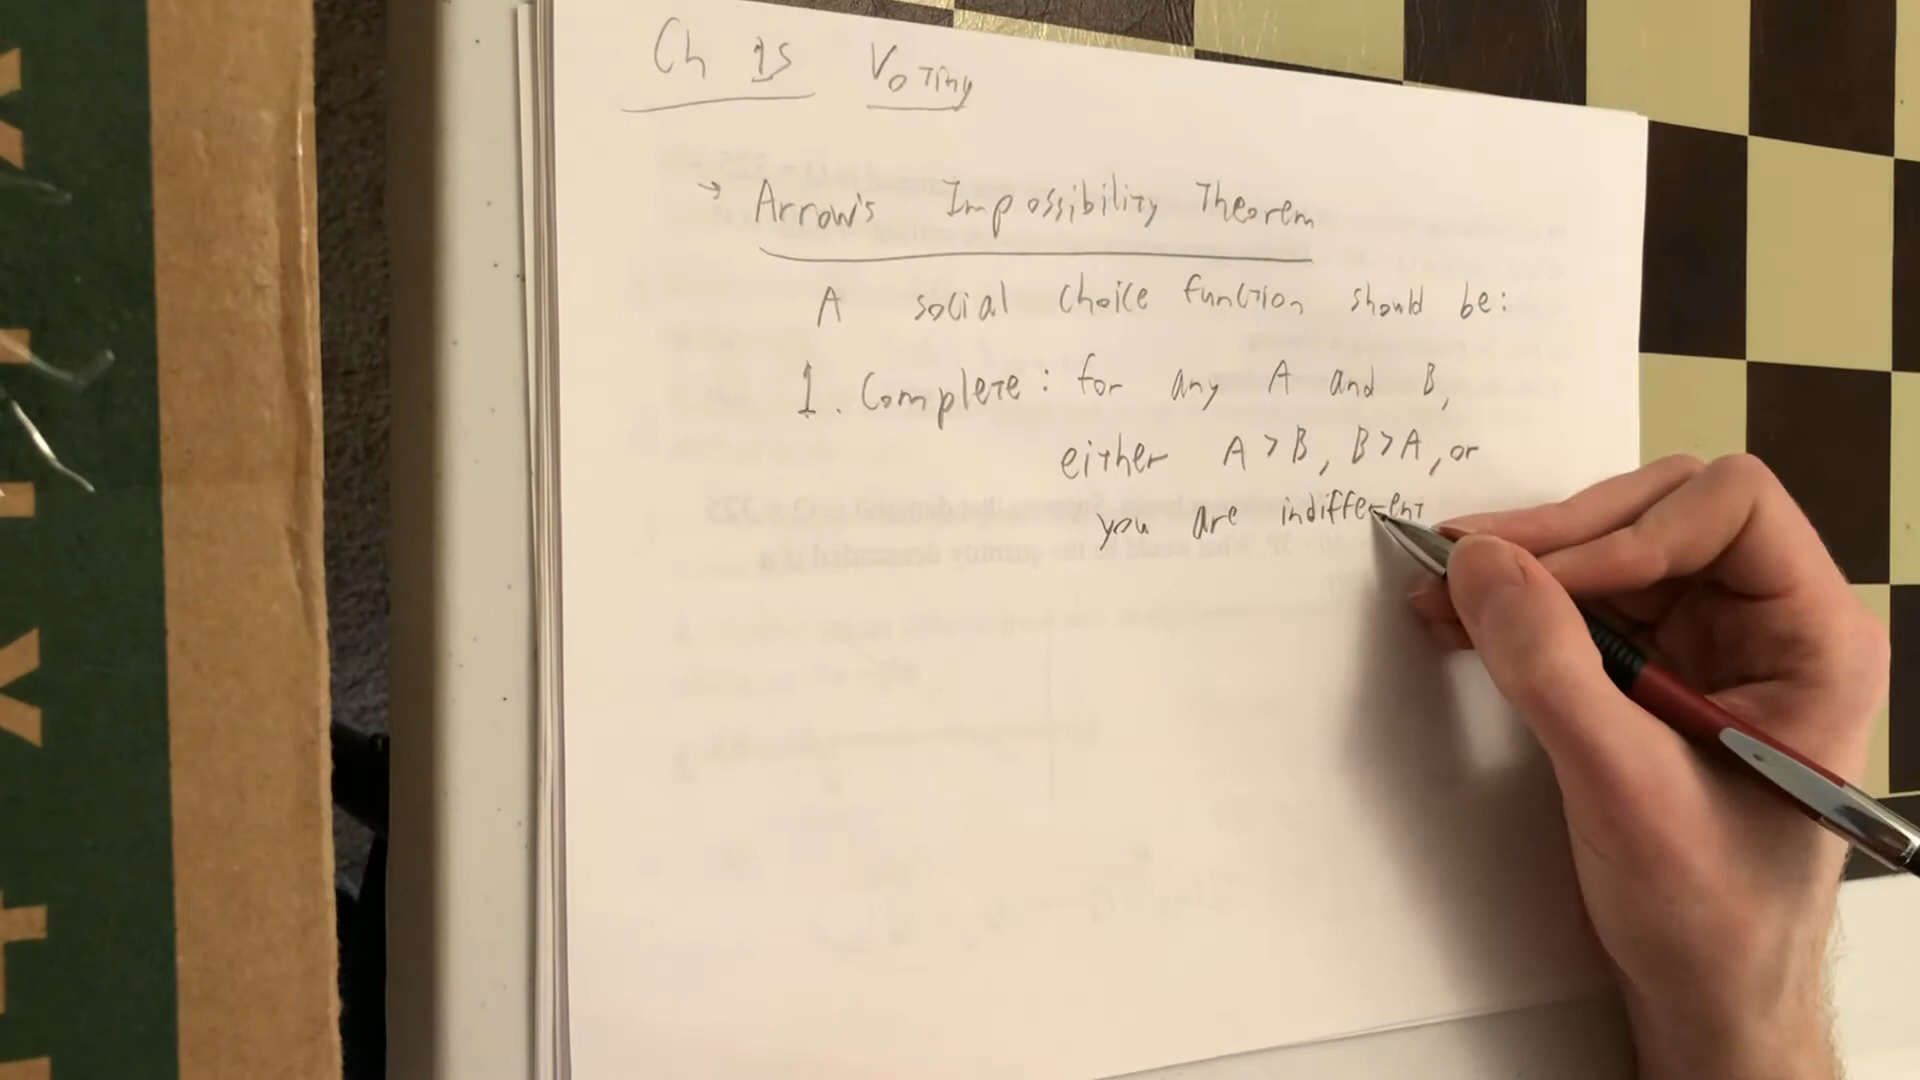 Ch 15 Voting
→ Arrow's Impossibility Theorem
A social choice function should be:
1. Complete: for any A and B,
either A > B, B > A, or
you are indifferent